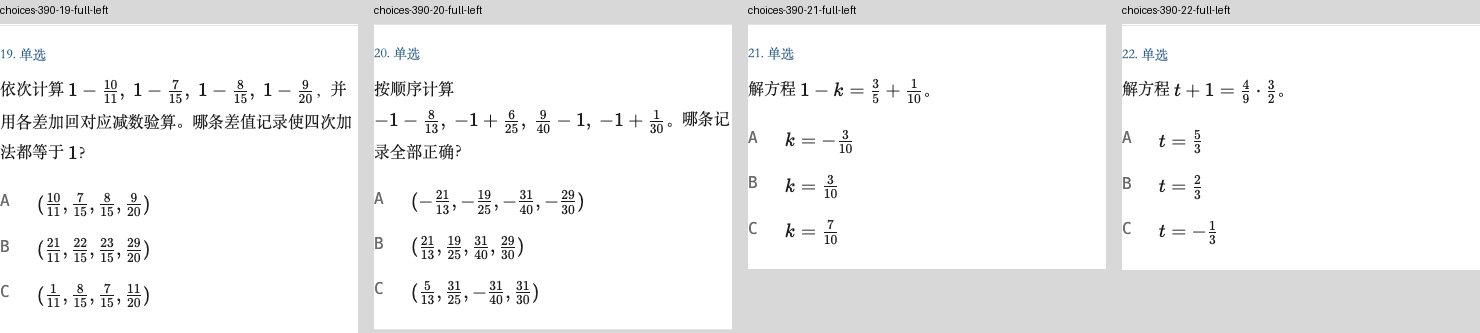 choices-390-19-full-left
19. 单选
依次计算 1 − 10/11, 1 − 7/15, 1 − 8/15, 1 − 9/20，并
用各差加回对应减数验算。哪条差值记录使四次加
法都等于 1?
A (10/11, 7/15, 8/15, 9/20)
B (21/11, 22/15, 23/15, 29/20)
C (1/11, 8/15, 7/15, 11/20)
choices-390-20-full-left
20. 单选
按顺序计算
−1 − 8/13, −1 + 6/25, 9/40 − 1, −1 + 1/30。哪条记
录全部正确?
A (−21/13, −19/25, −31/40, −29/30)
B (21/13, 19/25, 31/40, 29/30)
C (5/13, 31/25, −31/40, 31/30)
choices-390-21-full-left
21. 单选
解方程 1 − k = 3/5 + 1/10。
A k = −3/10
B k = 3/10
C k = 7/10
choices-390-22-full-left
22. 单选
解方程 t + 1 = 4/9 · 3/2。
A t = 5/3
B t = 2/3
C t = −1/3